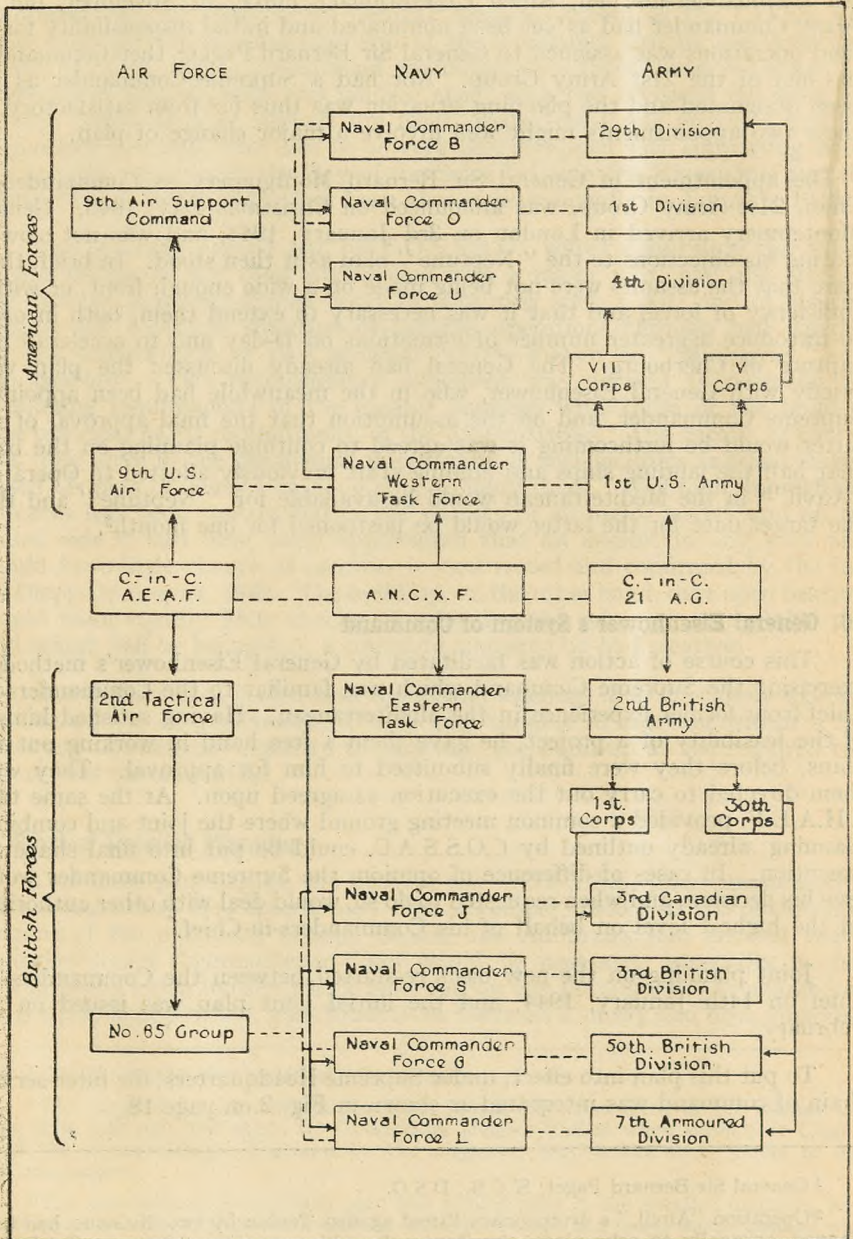 AIR FORCE
NAVY
ARMY
American Forces
Naval Commander
Force B
29th Division
9th Air Support
Command
Naval Commander
Force O
1st Division
Naval Commander
Force U
4th Division
VII
Corps
V
Corps
9th U.S.
Air Force
Naval Commander
Western
Task Force
1st U.S. Army
C.-in-C.
A.E.A.F.
A.N.C.X.F.
C.-in-C.
21 A.G.
2nd Tactical
Air Force
Naval Commander
Eastern
Task Force
2nd British
Army
1st.
Corps
30th
Corps
British Forces
Naval Commander
Force J
3rd Canadian
Division
Naval Commander
Force S
3rd British
Division
No.65 Group
Naval Commander
Force G
50th. British
Division
Naval Commander
Force L
7th Armoured
Division